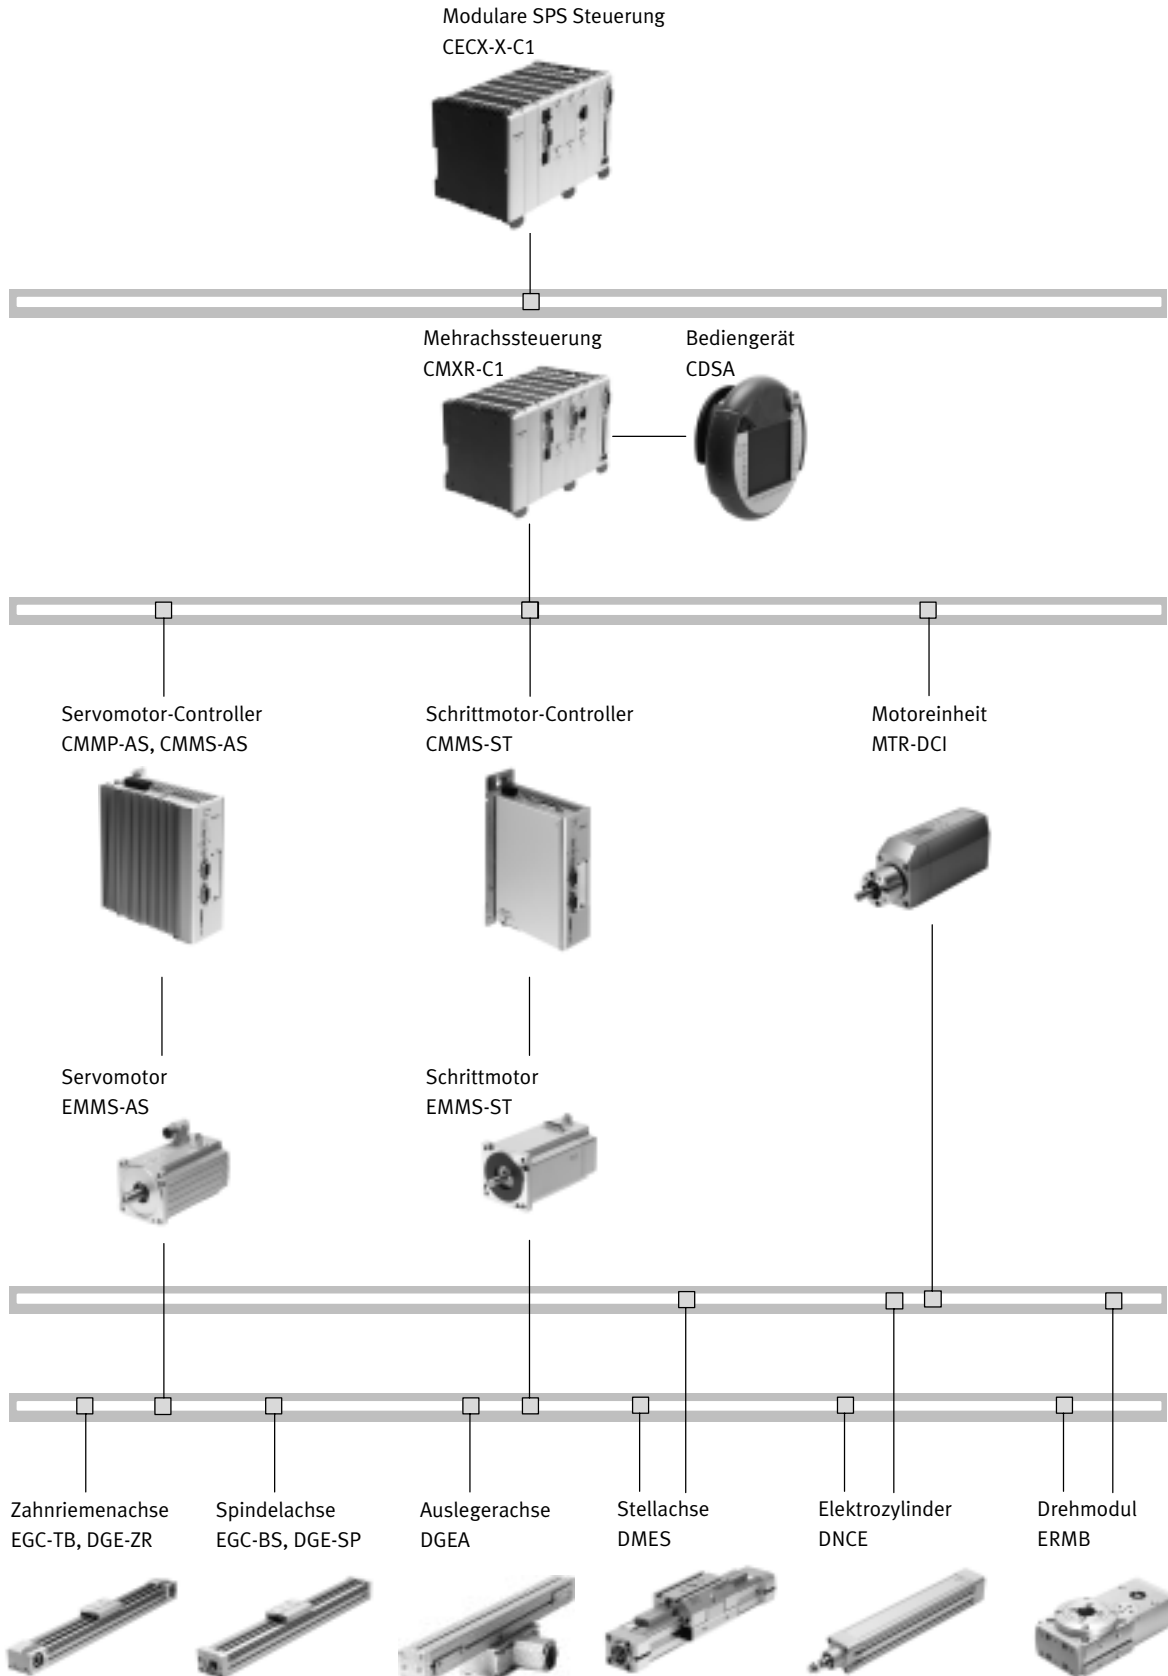 Modulare SPS Steuerung
CECX-X-C1
Mehrachssteuerung
CMXR-C1
Bediengerät
CDSA
Servomotor-Controller
CMMP-AS, CMMS-AS
Schrittmotor-Controller
CMMS-ST
Motoreinheit
MTR-DCI
Servomotor
EMMS-AS
Schrittmotor
EMMS-ST
Zahnriemenachse
EGC-TB, DGE-ZR
Spindelachse
EGC-BS, DGE-SP
Auslegerachse
DGEA
Stellachse
DMES
Elektrozylinder
DNCE
Drehmodul
ERMB